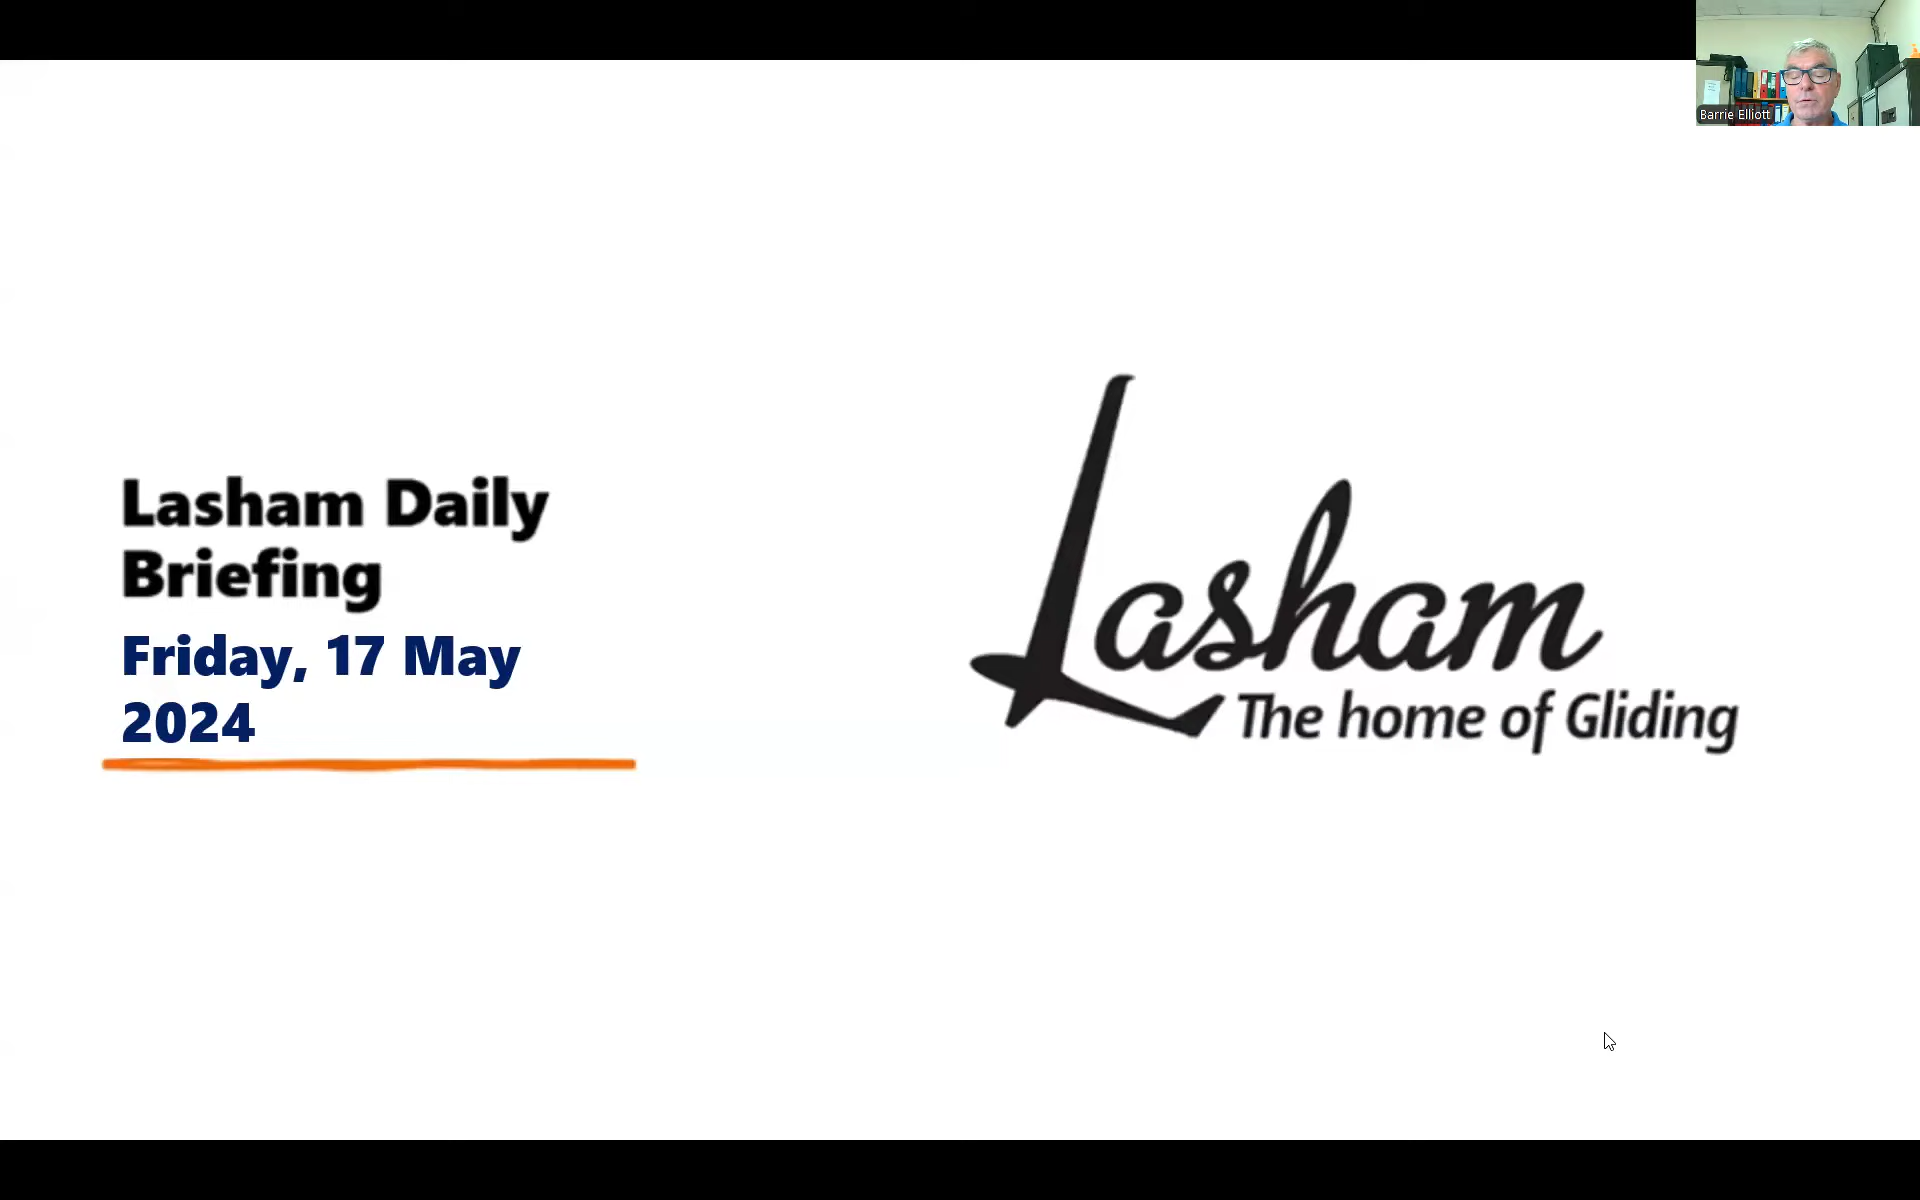 Barrie Elliott
Lasham Daily
Briefing
Friday, 17 May
2024
Lasham
The home of Gliding